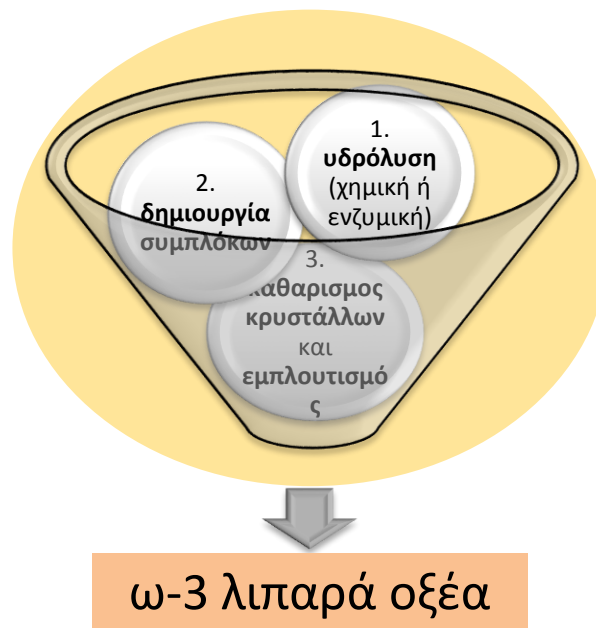 1.
υδρόλυση
(χημική ή
ενζυμική)
2.
δημιουργία
συμπλόκων
3.
καθαρισμος
κρυστάλλων
και
εμπλουτισμό
ς
ω-3 λιπαρά οξέα